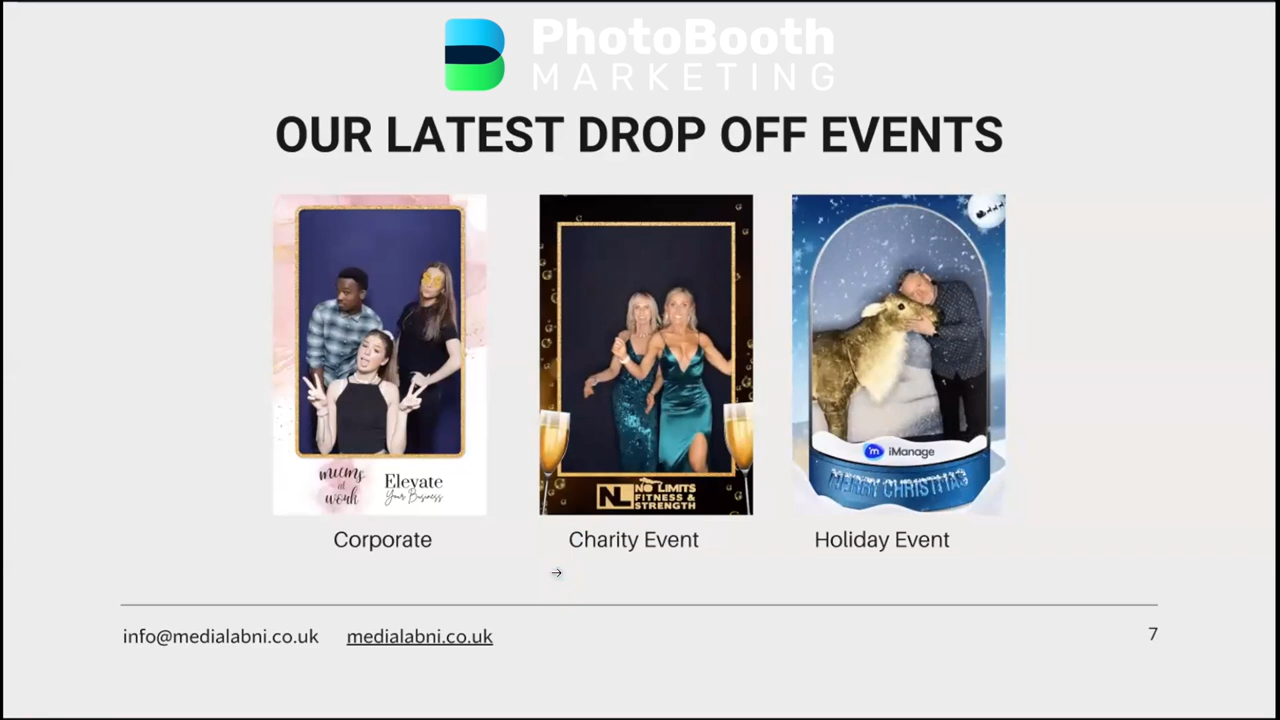 PhotoBooth
MARKETING
OUR LATEST DROP OFF EVENTS
mums
at
work
Elevate
Your Business
NL NO LIMITS
FITNESS &
STRENGTH
m iManage
MERRY CHRISTMAS
Corporate
Charity Event
Holiday Event
info@medialabni.co.uk
medialabni.co.uk
7